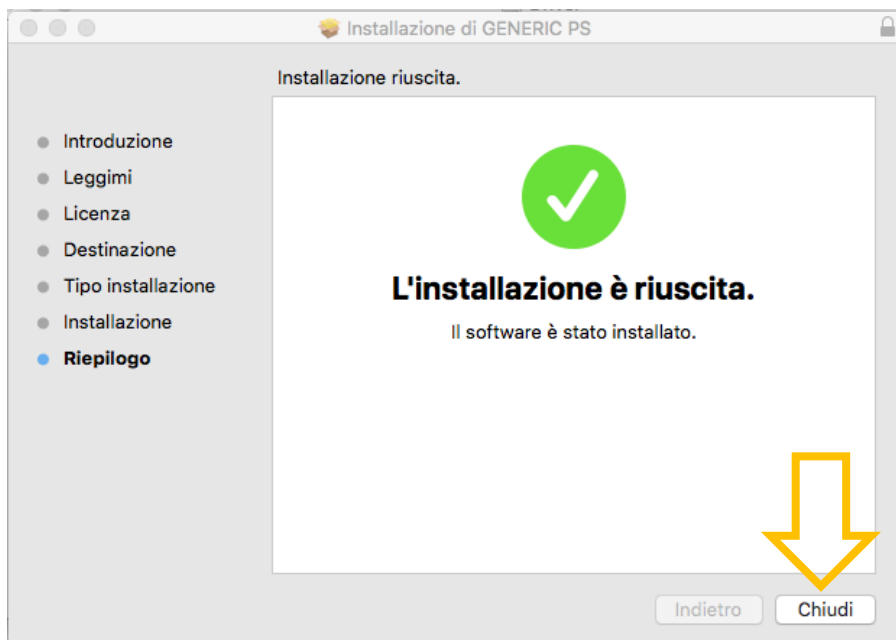 Installazione di GENERIC PS
Installazione riuscita.
Introduzione
Leggimi
Licenza
Destinazione
Tipo installazione
Installazione
Riepilogo
L'installazione è riuscita.
Il software è stato installato.
Indietro
Chiudi